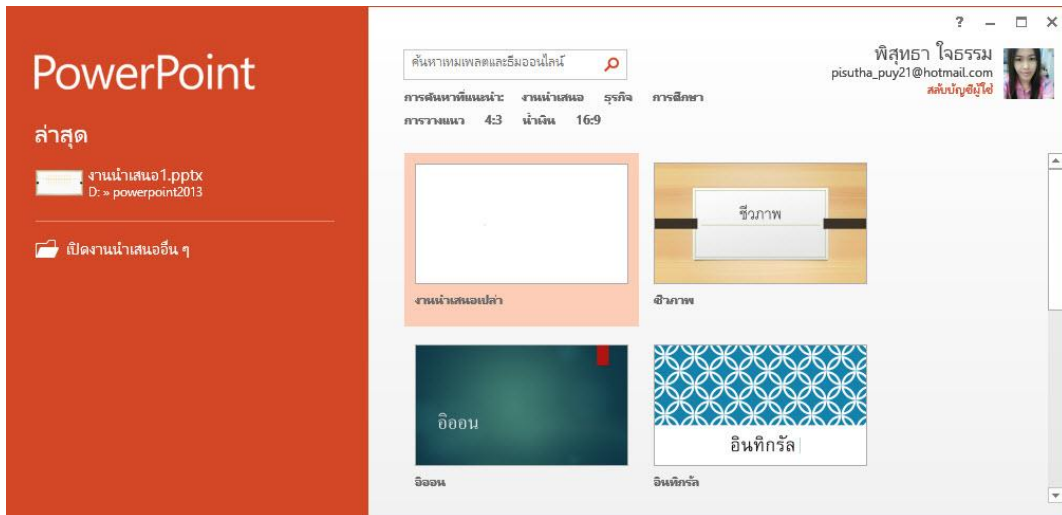 PowerPoint
ล่าสุด
งานนำเสนอ1.pptx
D: » powerpoint2013
เปิดงานนำเสนออื่น ๆ
?
พิสุทธา ใจธรรม
pisutha_puy21@hotmail.com
สลับบัญชีผู้ใช้
ค้นหาเทมเพลตและธีมออนไลน์
การค้นหาที่แนะนำ: งานนำเสนอ ธุรกิจ การศึกษา
การวางแนว 4:3 น้ำเงิน 16:9
ชีวภาพ
งานนำเสนอเปล่า
ชีวภาพ
อิออน
อินทิกรัล
อิออน
อินทิกรัล